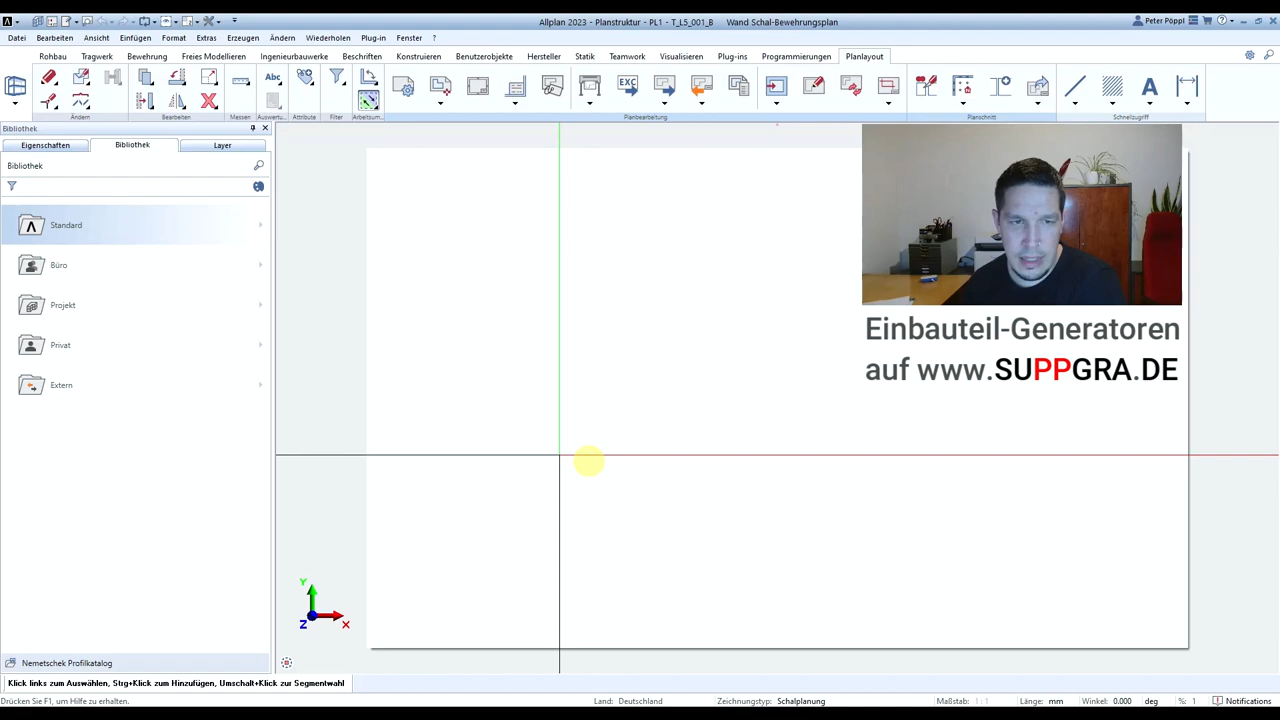 Allplan 2023 - Planstruktur - PL1 - T_LS_001_B    Wand Schal-Bewehrungsplan
Peter Pöppl
Datei Bearbeiten Ansicht Einfügen Format Extras Erzeugen Ändern Wiederholen Plug-in Fenster ?
Rohbau Tragwerk Bewehrung Freies Modellieren Ingenieurbauwerke Beschriften Konstruieren Benutzerobjekte Hersteller Statik Teamwork Visualisieren Plug-ins Programmierungen Planlayout
Abc EXC A
Ändern Bearbeiten Messen Auswertu... Attribute Filter Arbeitsum... Planbearbeitung Planschnitt Schnellzugriff
Bibliothek
Eigenschaften Bibliothek Layer
Bibliothek
Standard
Büro
Projekt
Privat
Extern
Einbauteil-Generatoren
auf www.SUPPGRA.DE
Y
Z X
Nemetschek Profilkatalog
Klick links zum Auswählen, Strg+Klick zum Hinzufügen, Umschalt+Klick zur Segmentwahl
Drücken Sie F1, um Hilfe zu erhalten. Land: Deutschland Zeichnungstyp: Schalplanung Maßstab: 1 : 1 Länge: mm Winkel: 0.000 deg %: 1 Notifications